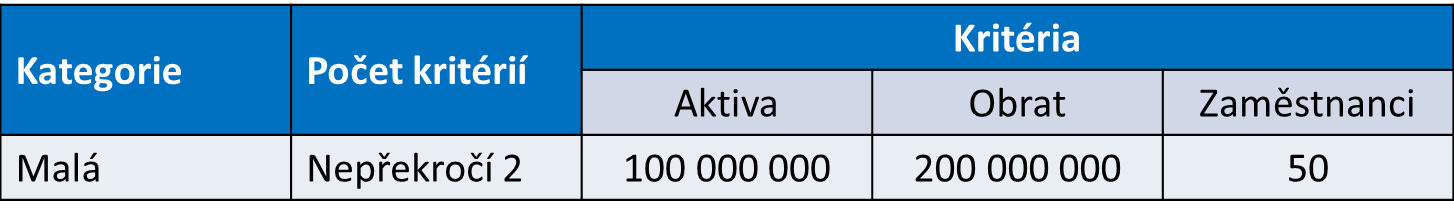 Kategorie Počet kritérií Kritéria
Aktiva Obrat Zaměstnanci
Malá Nepřekročí 2 100 000 000 200 000 000 50